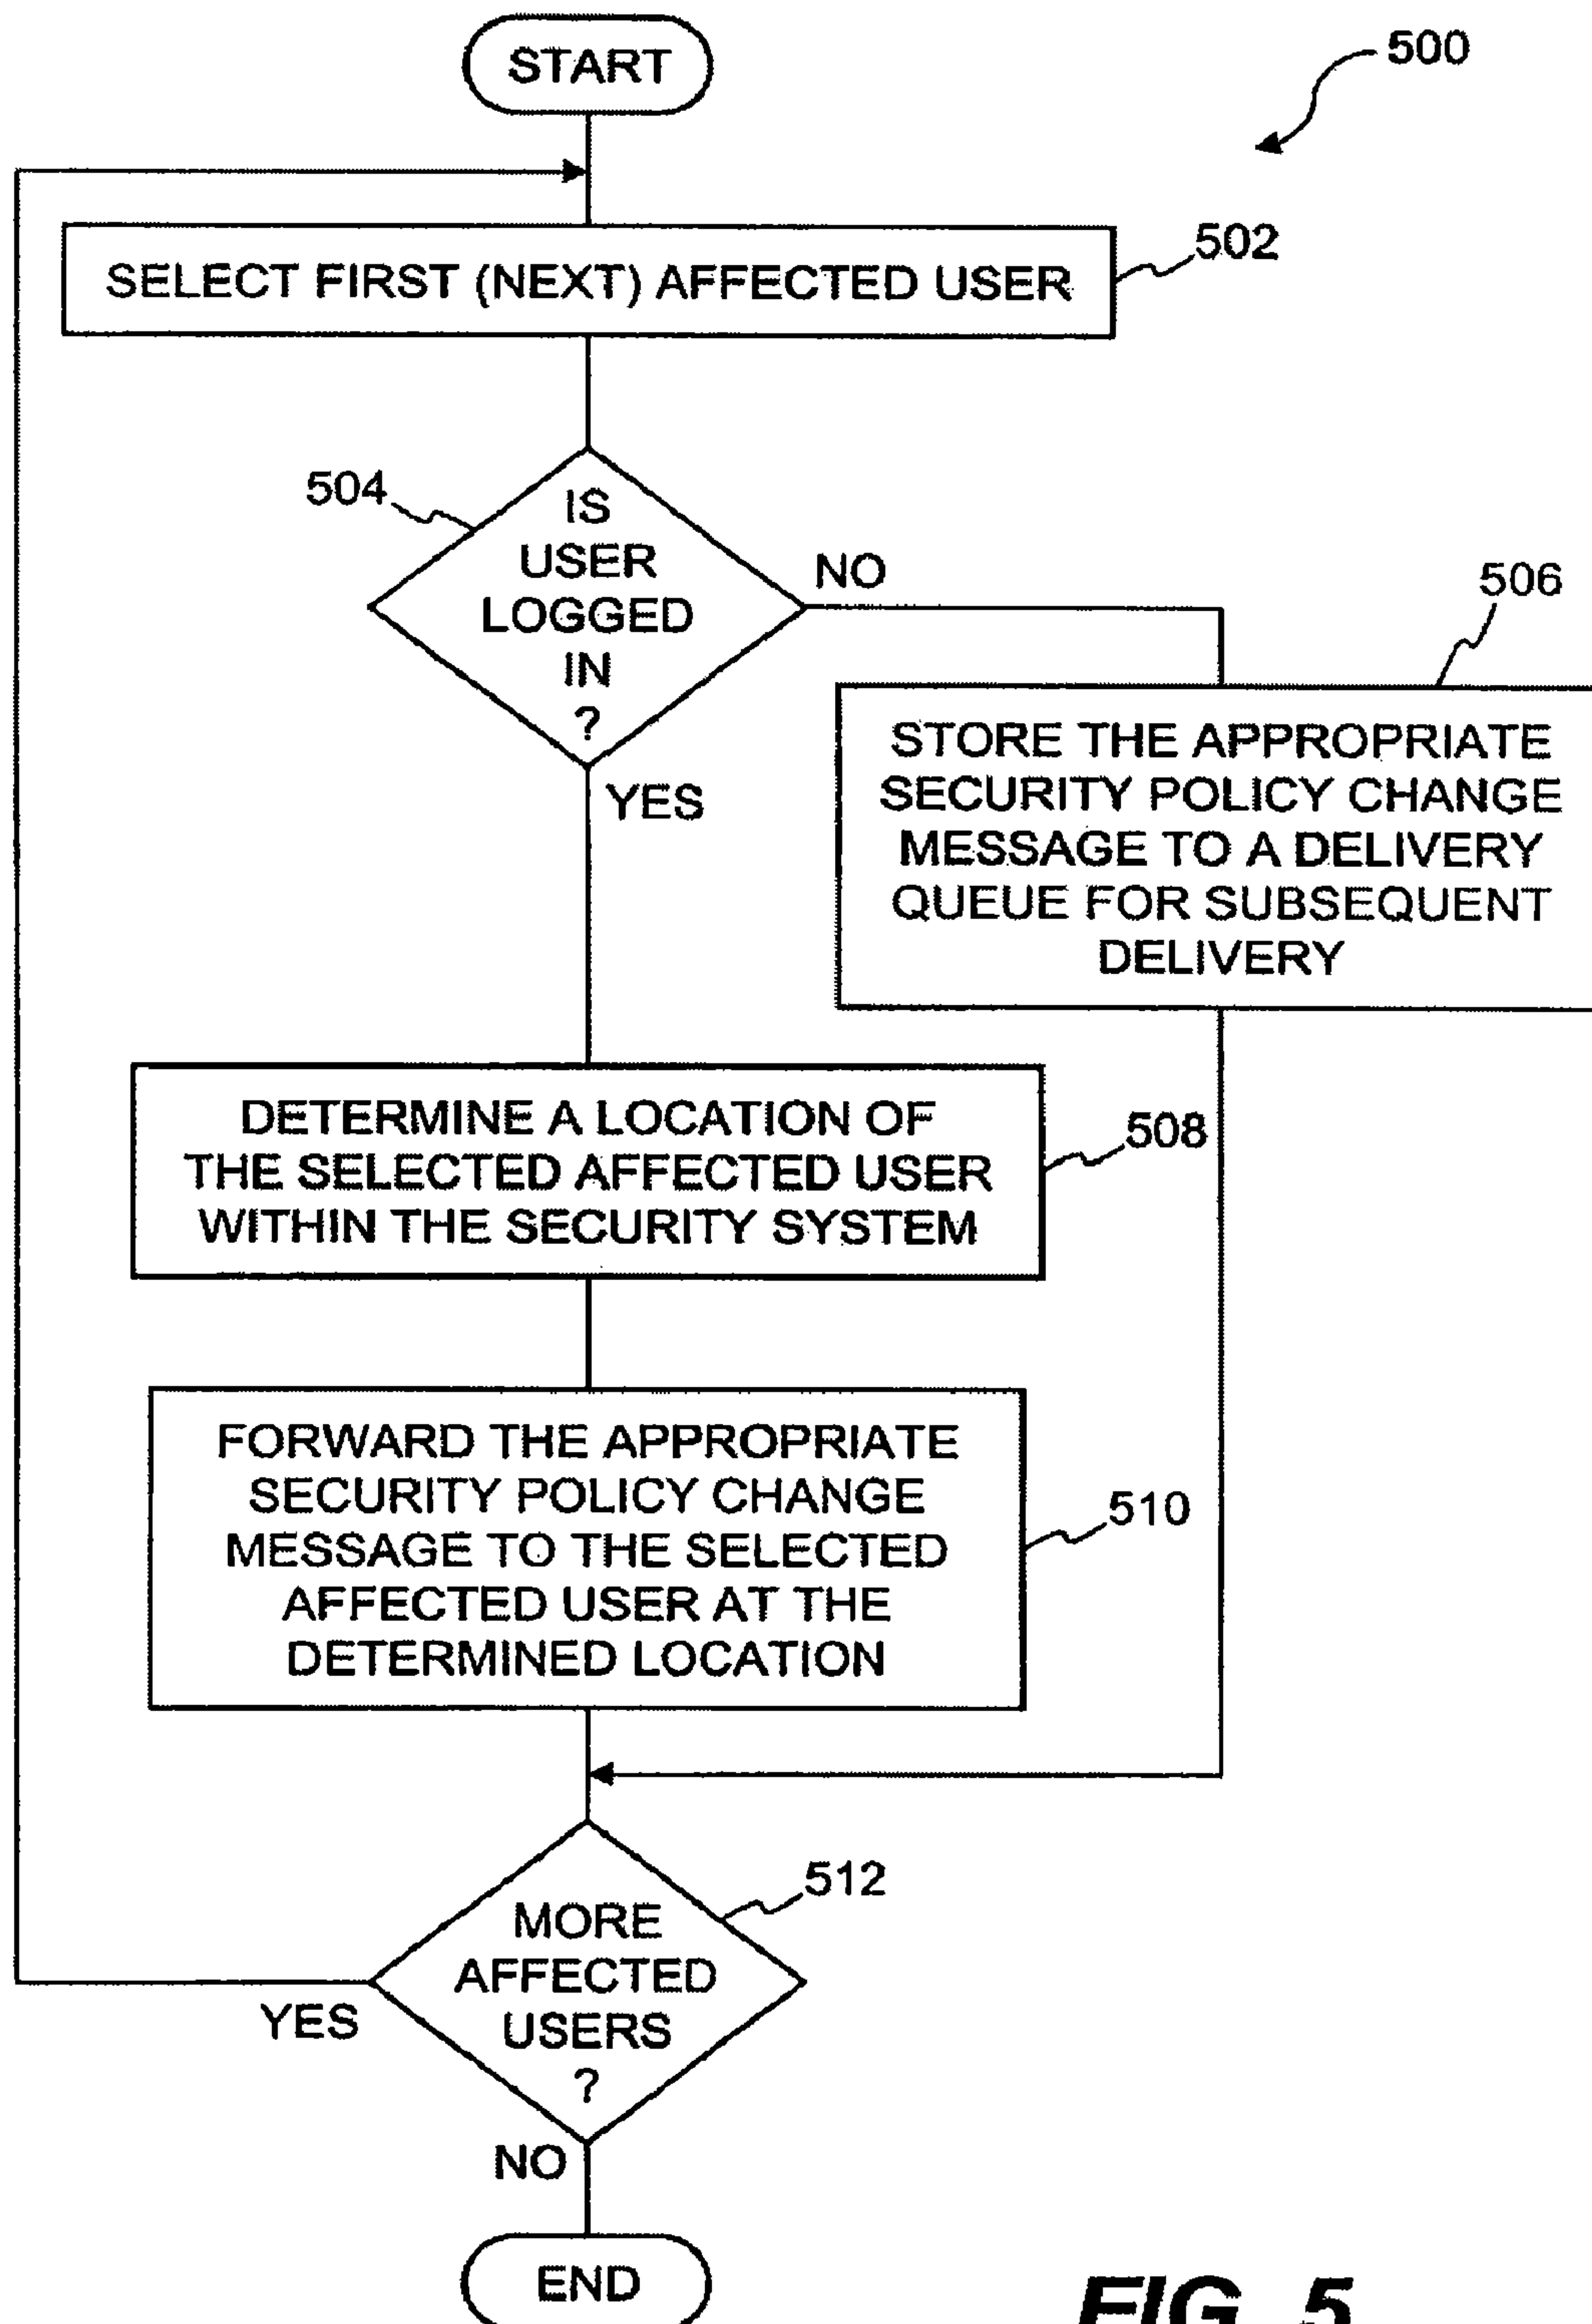 START
500
SELECT FIRST (NEXT) AFFECTED USER
502
504
IS
USER
LOGGED
IN
?
NO
YES
506
STORE THE APPROPRIATE
SECURITY POLICY CHANGE
MESSAGE TO A DELIVERY
QUEUE FOR SUBSEQUENT
DELIVERY
DETERMINE A LOCATION OF
THE SELECTED AFFECTED USER
WITHIN THE SECURITY SYSTEM
508
FORWARD THE APPROPRIATE
SECURITY POLICY CHANGE
MESSAGE TO THE SELECTED
AFFECTED USER AT THE
DETERMINED LOCATION
510
512
MORE
AFFECTED
USERS
?
YES
NO
END
FIG. 5